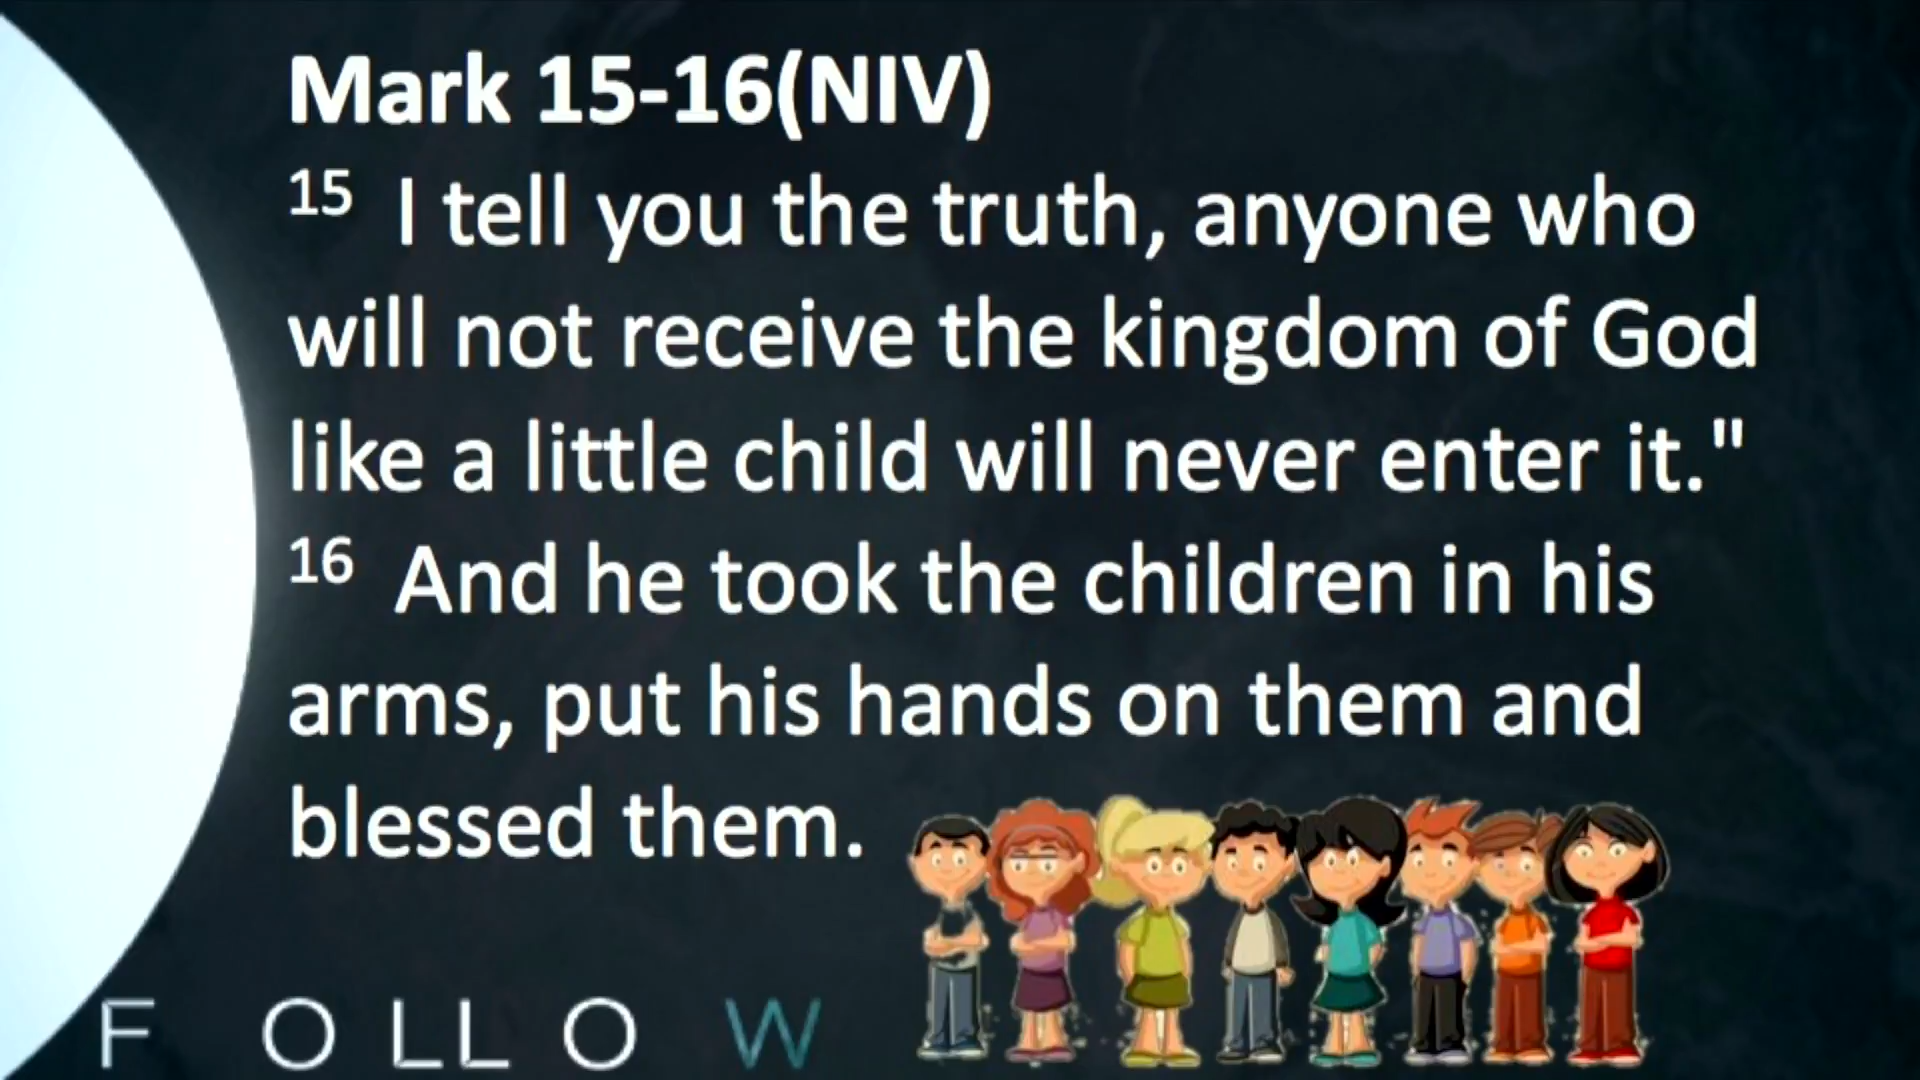 Mark 15-16(NIV)
15 I tell you the truth, anyone who
will not receive the kingdom of God
like a little child will never enter it."
16 And he took the children in his
arms, put his hands on them and
blessed them.
FOLLOW